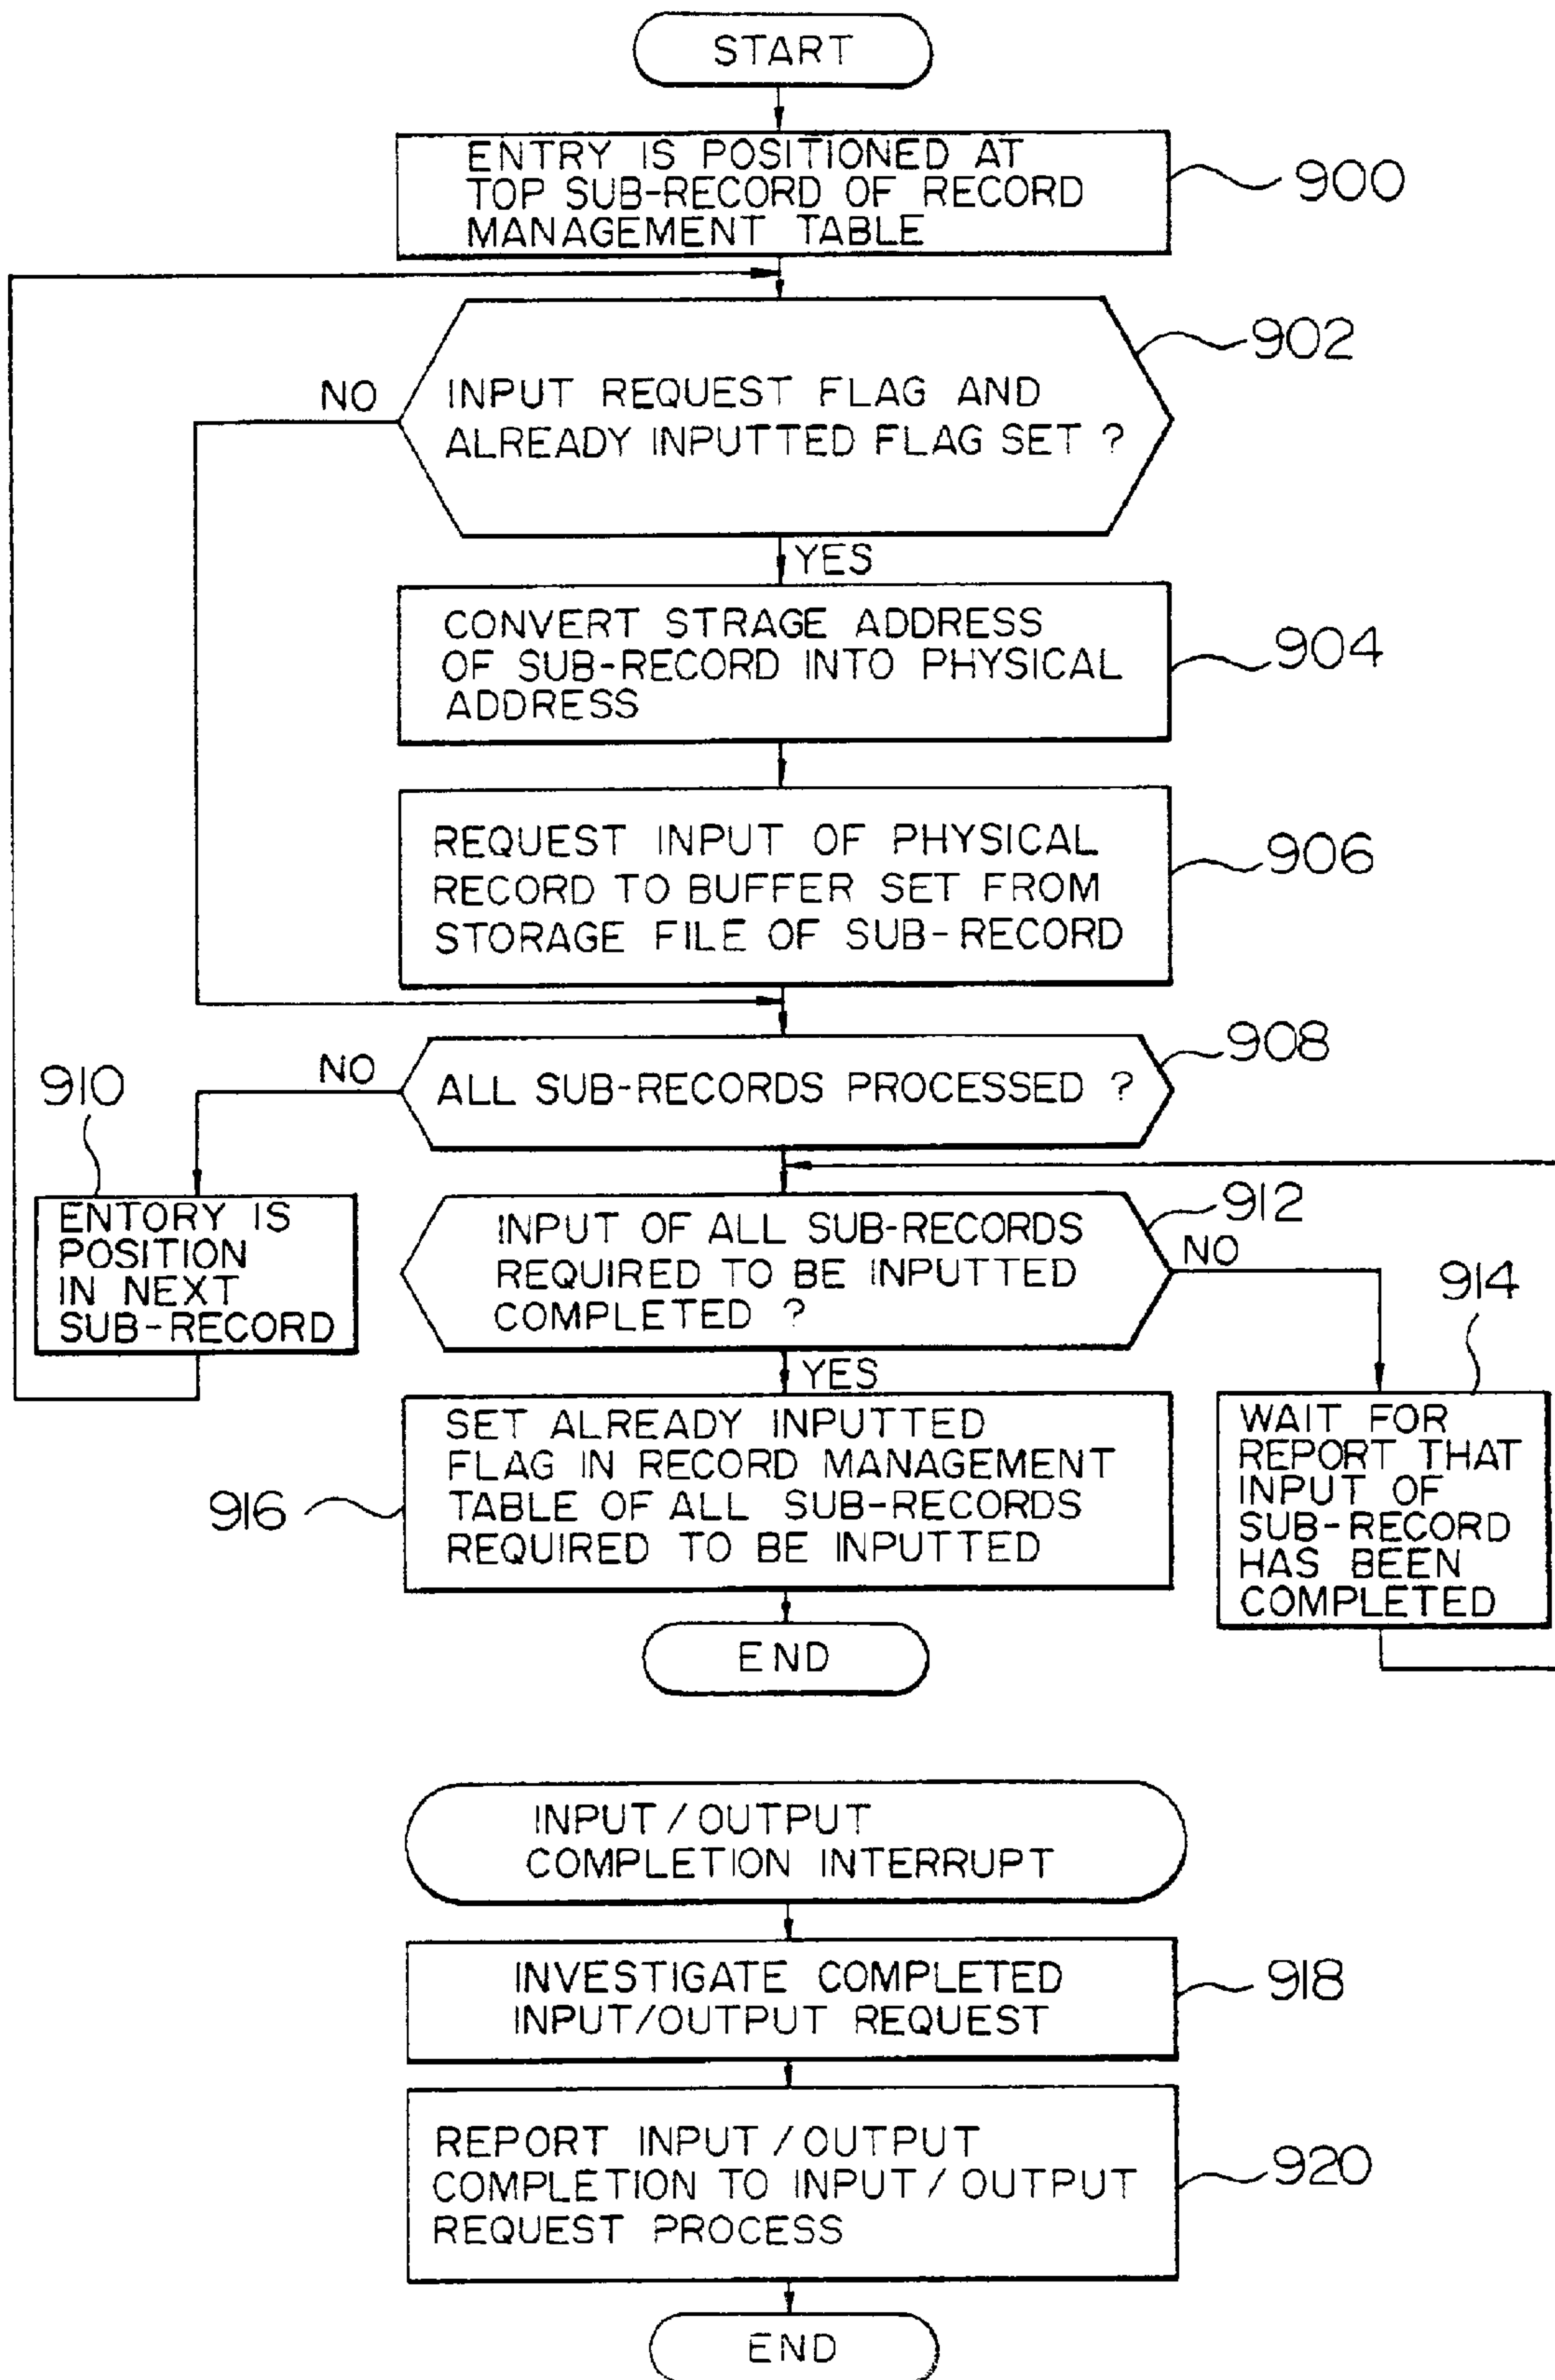 START
ENTRY IS POSITIONED AT
TOP SUB-RECORD OF RECORD
MANAGEMENT TABLE
900
902
NO
INPUT REQUEST FLAG AND
ALREADY INPUTTED FLAG SET ?
YES
CONVERT STRAGE ADDRESS
OF SUB-RECORD INTO PHYSICAL
ADDRESS
904
REQUEST INPUT OF PHYSICAL
RECORD TO BUFFER SET FROM
STORAGE FILE OF SUB-RECORD
906
908
NO
ALL SUB-RECORDS PROCESSED ?
910
ENTORY IS
POSITION
IN NEXT
SUB-RECORD
912
INPUT OF ALL SUB-RECORDS
REQUIRED TO BE INPUTTED
COMPLETED ?
NO
914
YES
WAIT FOR
REPORT THAT
INPUT OF
SUB-RECORD
HAS BEEN
COMPLETED
SET ALREADY INPUTTED
FLAG IN RECORD MANAGEMENT
TABLE OF ALL SUB-RECORDS
REQUIRED TO BE INPUTTED
916
END
INPUT/OUTPUT
COMPLETION INTERRUPT
INVESTIGATE COMPLETED
INPUT/OUTPUT REQUEST
918
REPORT INPUT/OUTPUT
COMPLETION TO INPUT/OUTPUT
REQUEST PROCESS
920
END